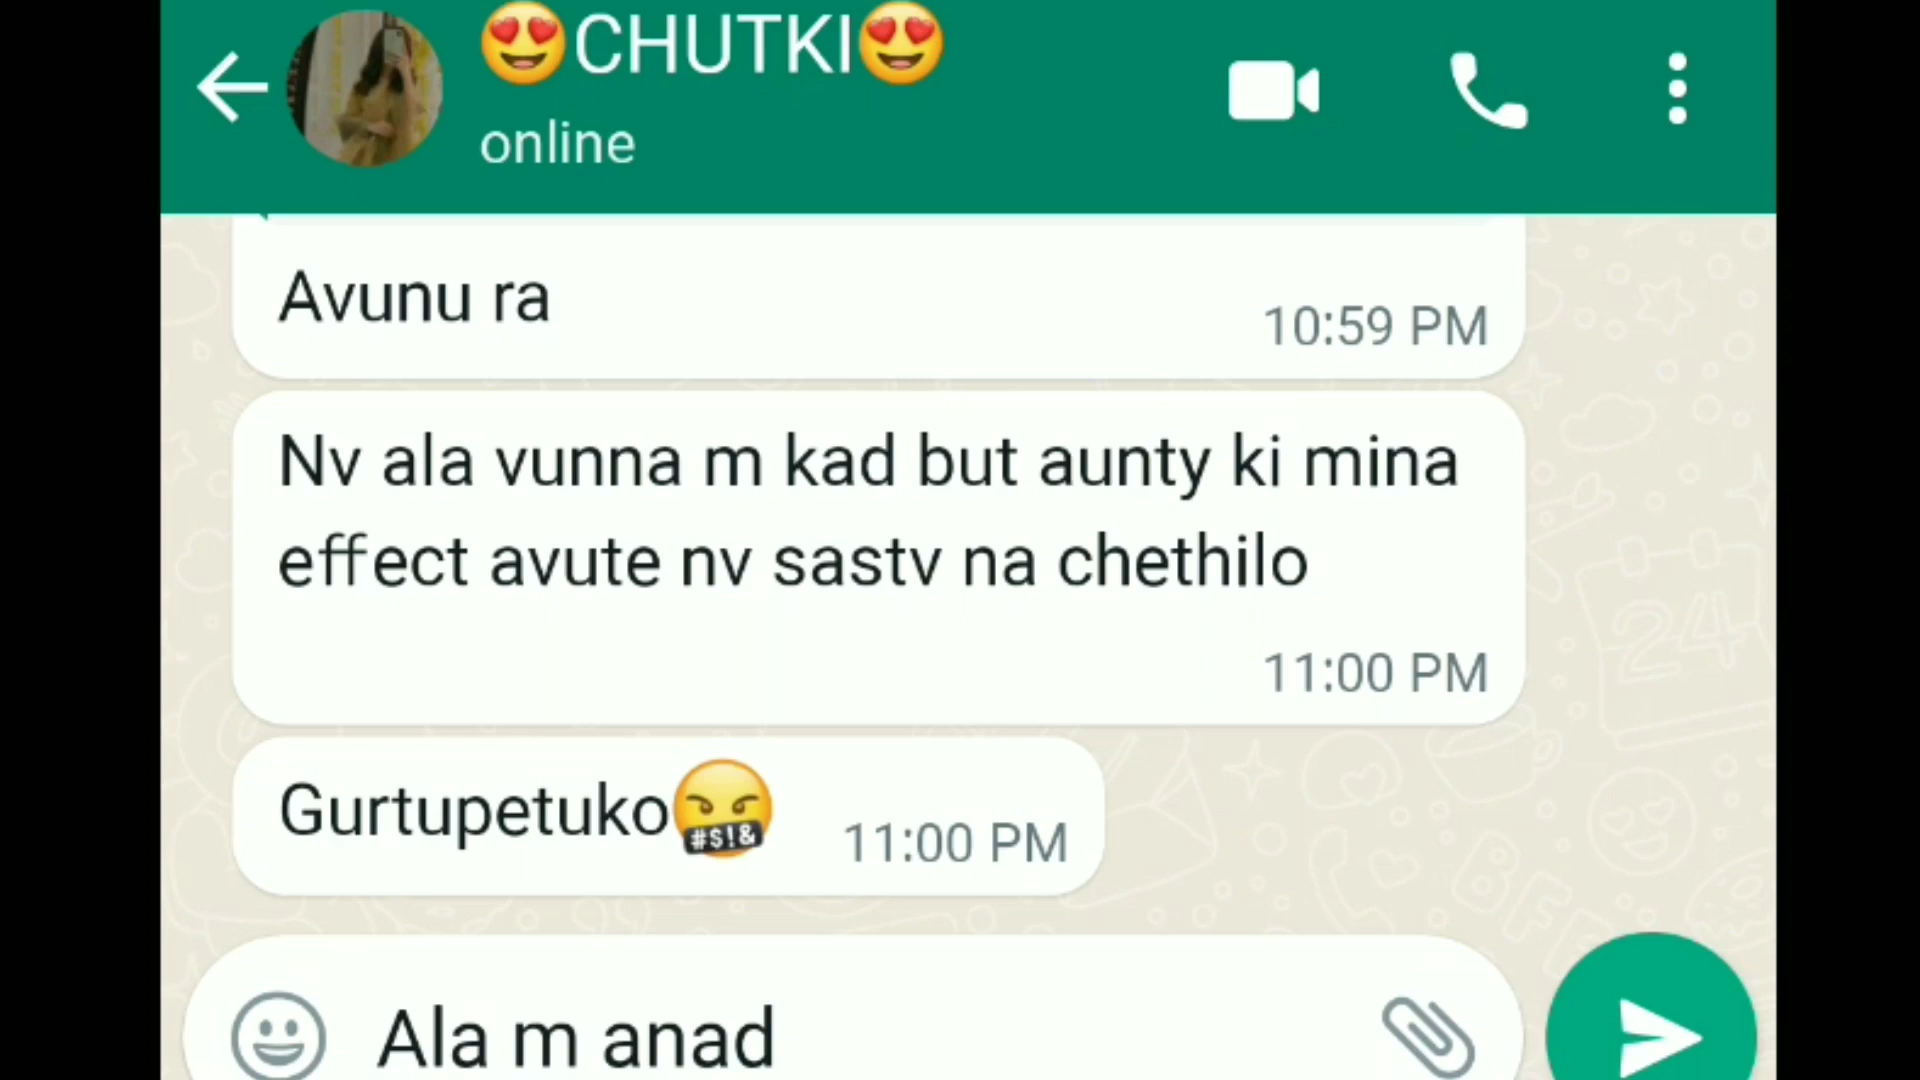 😍CHUTKI😍
online
Avunu ra
10:59 PM
Nv ala vunna m kad but aunty ki mina
effect avute nv sastv na chethilo
11:00 PM
Gurtupetuko🤬 11:00 PM
Ala m anad